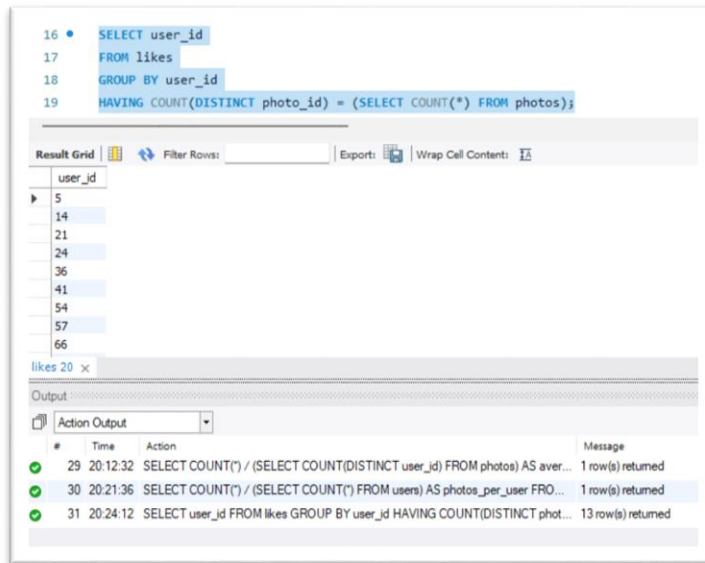 16 SELECT user_id
17 FROM likes
18 GROUP BY user_id
19 HAVING COUNT(DISTINCT photo_id) = (SELECT COUNT(*) FROM photos);
Result Grid Filter Rows: Export: Wrap Cell Content:
user_id
5
14
21
24
36
41
54
57
66
likes 20 ×
Output
Action Output
# Time Action Message
29 20:12:32 SELECT COUNT(*) / (SELECT COUNT(DISTINCT user_id) FROM photos) AS aver... 1 row(s) returned
30 20:21:36 SELECT COUNT(*) / (SELECT COUNT(*) FROM users) AS photos_per_user FRO... 1 row(s) returned
31 20:24:12 SELECT user_id FROM likes GROUP BY user_id HAVING COUNT(DISTINCT phot... 13 row(s) returned